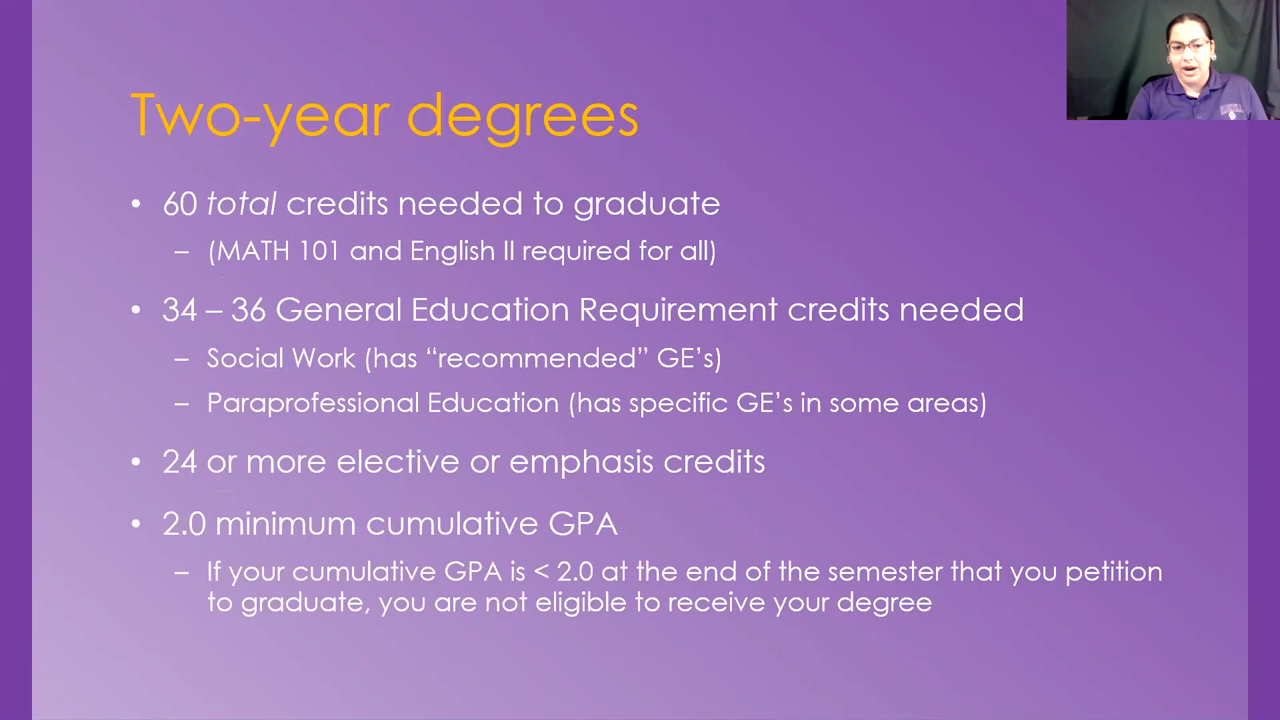 Two-year degrees
• 60 total credits needed to graduate
– (MATH 101 and English II required for all)
• 34 – 36 General Education Requirement credits needed
– Social Work (has “recommended” GE’s)
– Paraprofessional Education (has specific GE’s in some areas)
• 24 or more elective or emphasis credits
• 2.0 minimum cumulative GPA
– If your cumulative GPA is < 2.0 at the end of the semester that you petition
to graduate, you are not eligible to receive your degree